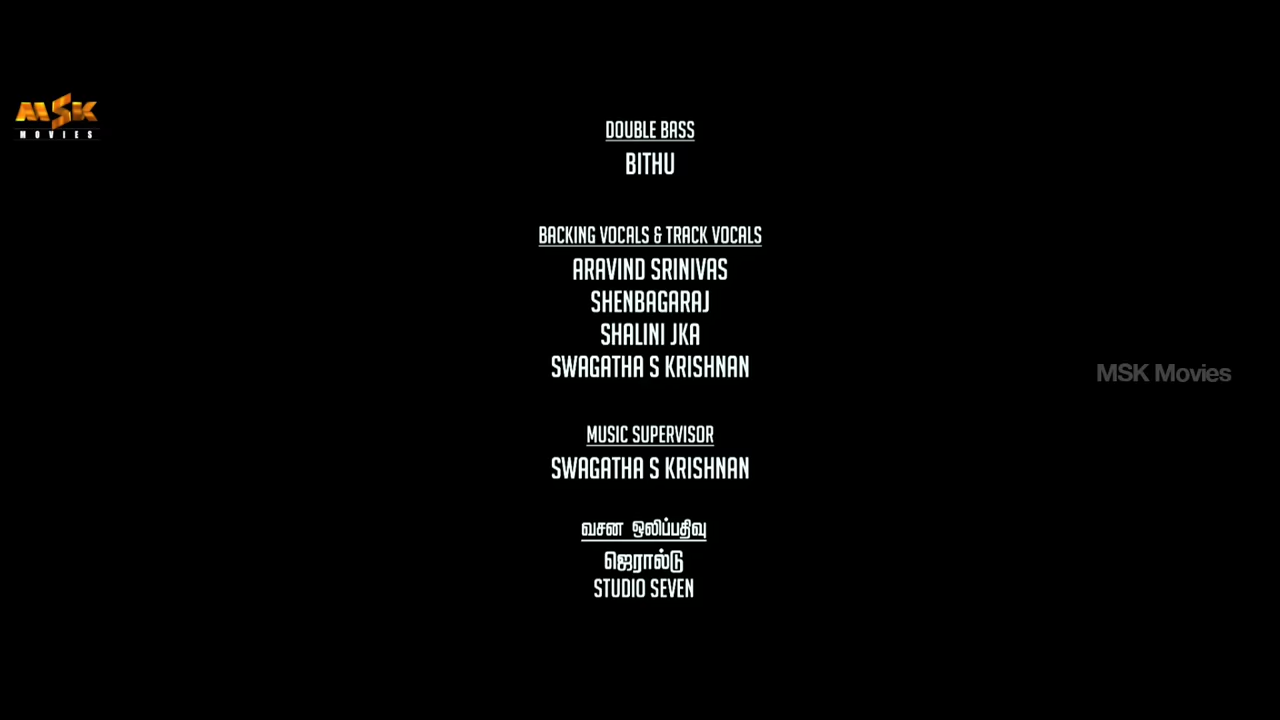 MSK
MOVIES
DOUBLE BASS
BITHU
BACKING VOCALS & TRACK VOCALS
ARAVIND SRINIVAS
SHENBAGARAJ
SHALINI JKA
SWAGATHA S KRISHNAN
MSK Movies
MUSIC SUPERVISOR
SWAGATHA S KRISHNAN
வசன ஒலிப்பதிவு
ஜெரால்டு
STUDIO SEVEN